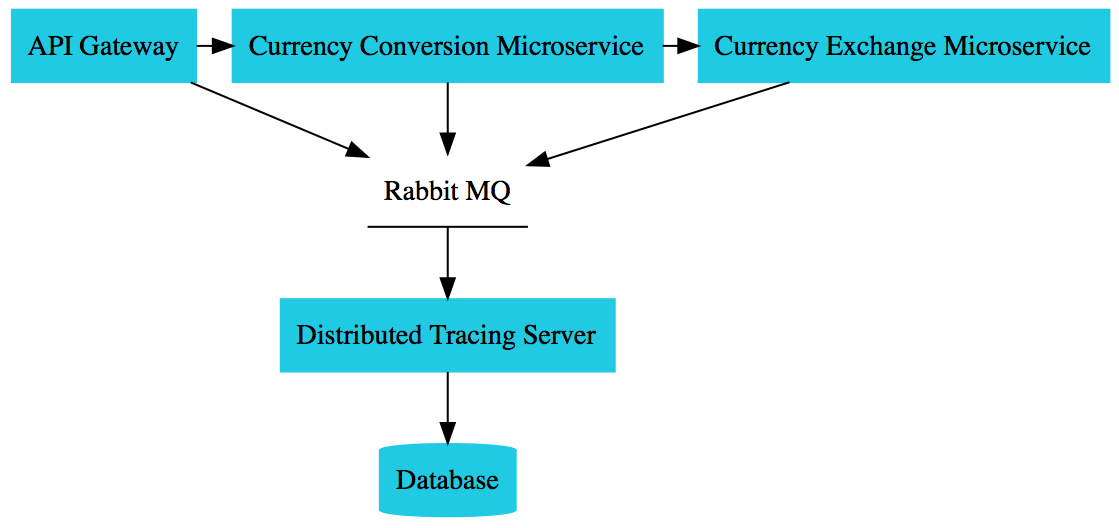 API Gateway
Currency Conversion Microservice
Currency Exchange Microservice
Rabbit MQ
Distributed Tracing Server
Database